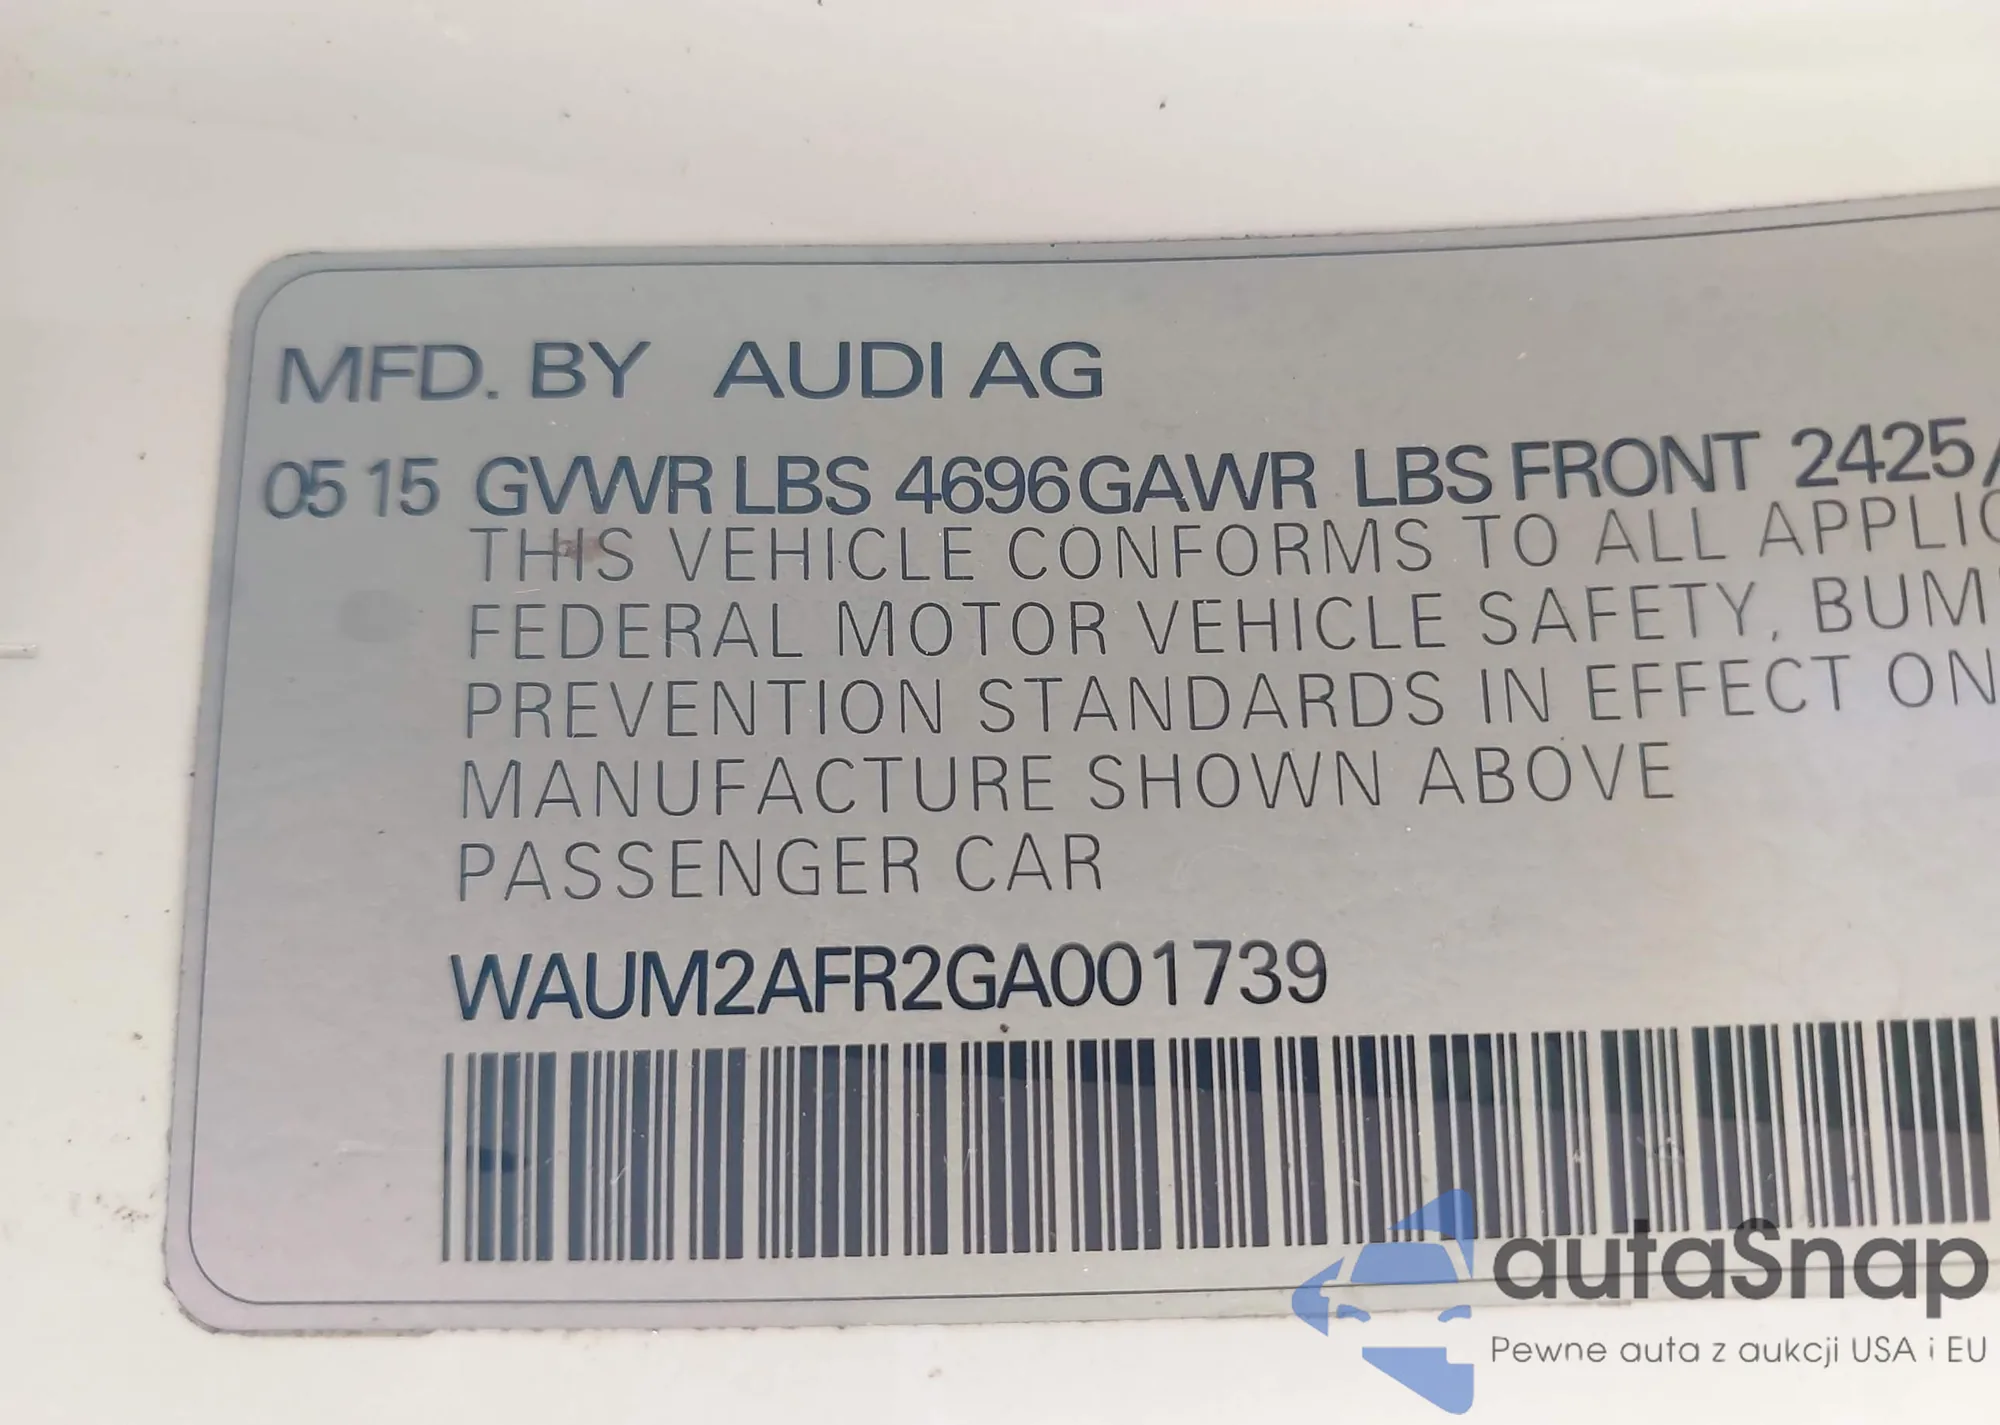 MFD. BY AUDI AG
05 15 GVWR LBS 4696 GAWR LBS FRONT 2425
THIS VEHICLE CONFORMS TO ALL APPLIC
FEDERAL MOTOR VEHICLE SAFETY, BUM
PREVENTION STANDARDS IN EFFECT ON
MANUFACTURE SHOWN ABOVE
PASSENGER CAR
WAUM2AFR2GA001739
autaSnap
Pewne auta z aukcji USA i EU